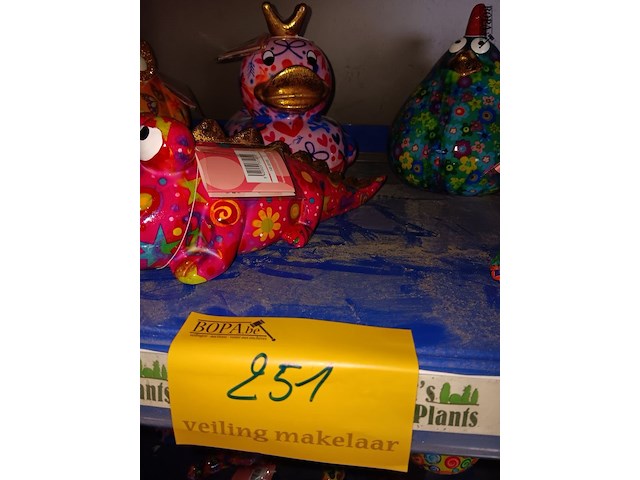 BOPA.be
251
veiling makelaar
's
Plants